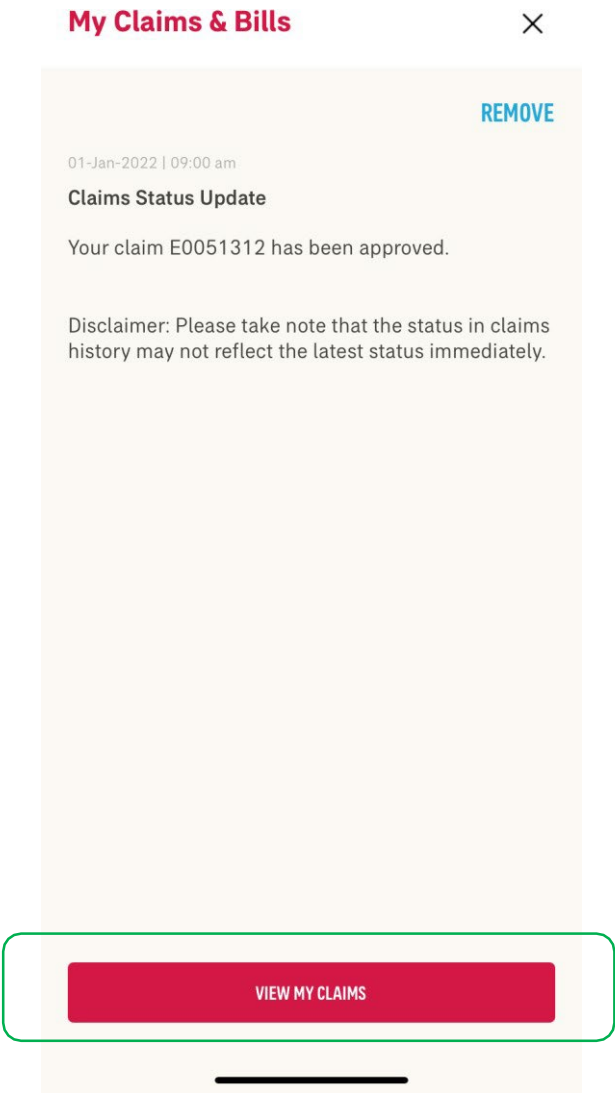 My Claims & Bills
REMOVE
01-Jan-2022 | 09:00 am
Claims Status Update
Your claim E0051312 has been approved.
Disclaimer: Please take note that the status in claims
history may not reflect the latest status immediately.
VIEW MY CLAIMS